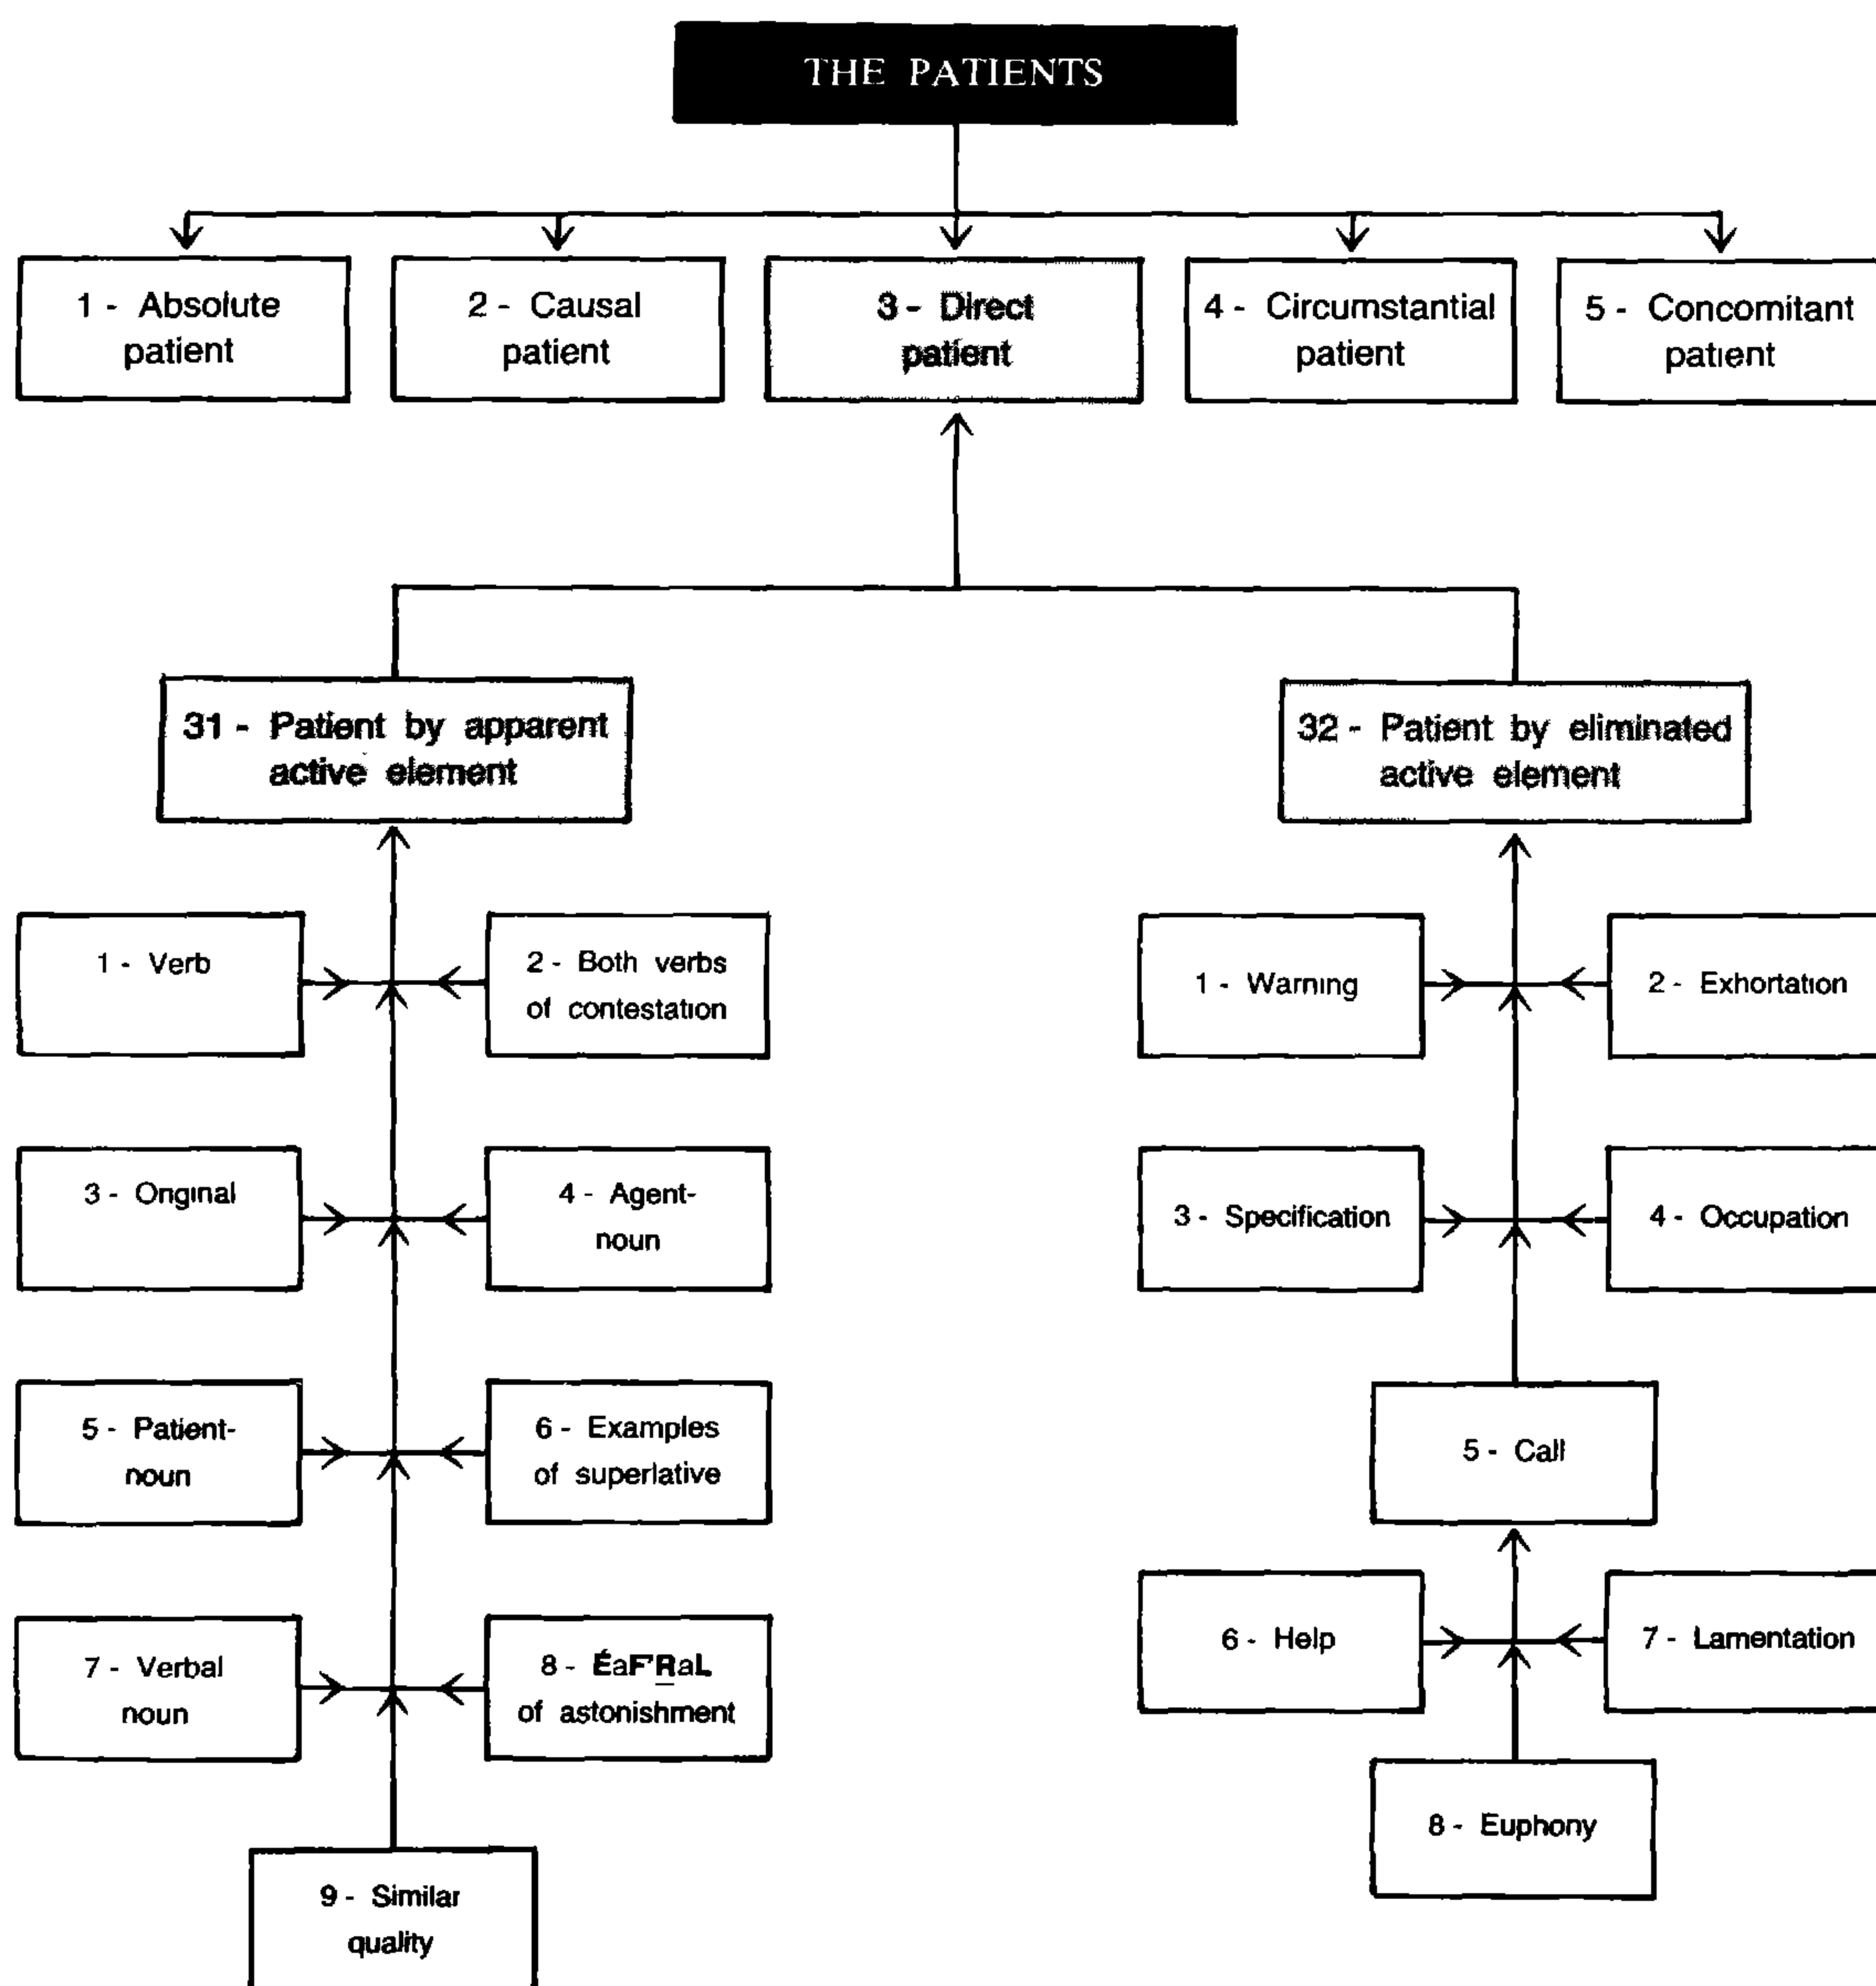 THE PATIENTS
1 - Absolute
patient
2 - Causal
patient
3 - Direct
patient
4 - Circumstantial
patient
5 - Concomitant
patient
31 - Patient by apparent
active element
32 - Patient by eliminated
active element
1 - Verb
2 - Both verbs
of contestation
3 - Original
4 - Agent-
noun
5 - Patient-
noun
6 - Examples
of superlative
7 - Verbal
noun
8 - ÉaF'RaL
of astonishment
9 - Similar
quality
1 - Warning
2 - Exhortation
3 - Specification
4 - Occupation
5 - Call
6 - Help
7 - Lamentation
8 - Euphony